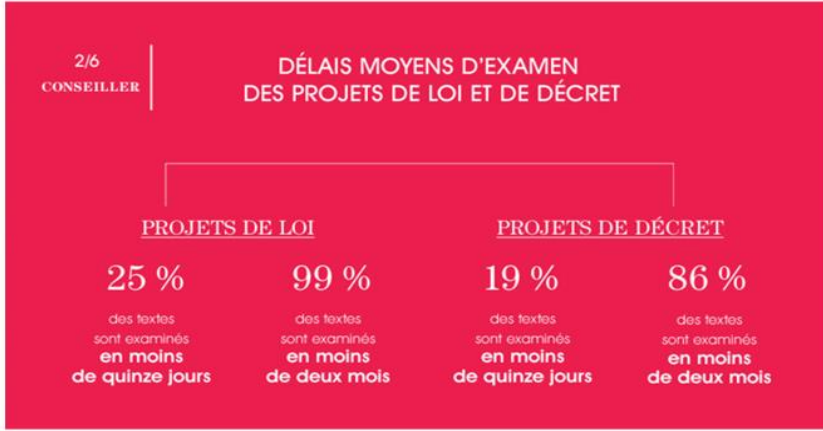 2/6
CONSEILLER
DÉLAIS MOYENS D'EXAMEN
DES PROJETS DE LOI ET DE DÉCRET
PROJETS DE LOI
25 %
des textes
sont examinés
en moins
de quinze jours
99 %
des textes
sont examinés
en moins
de deux mois
PROJETS DE DÉCRET
19 %
des textes
sont examinés
en moins
de quinze jours
86 %
des textes
sont examinés
en moins
de deux mois